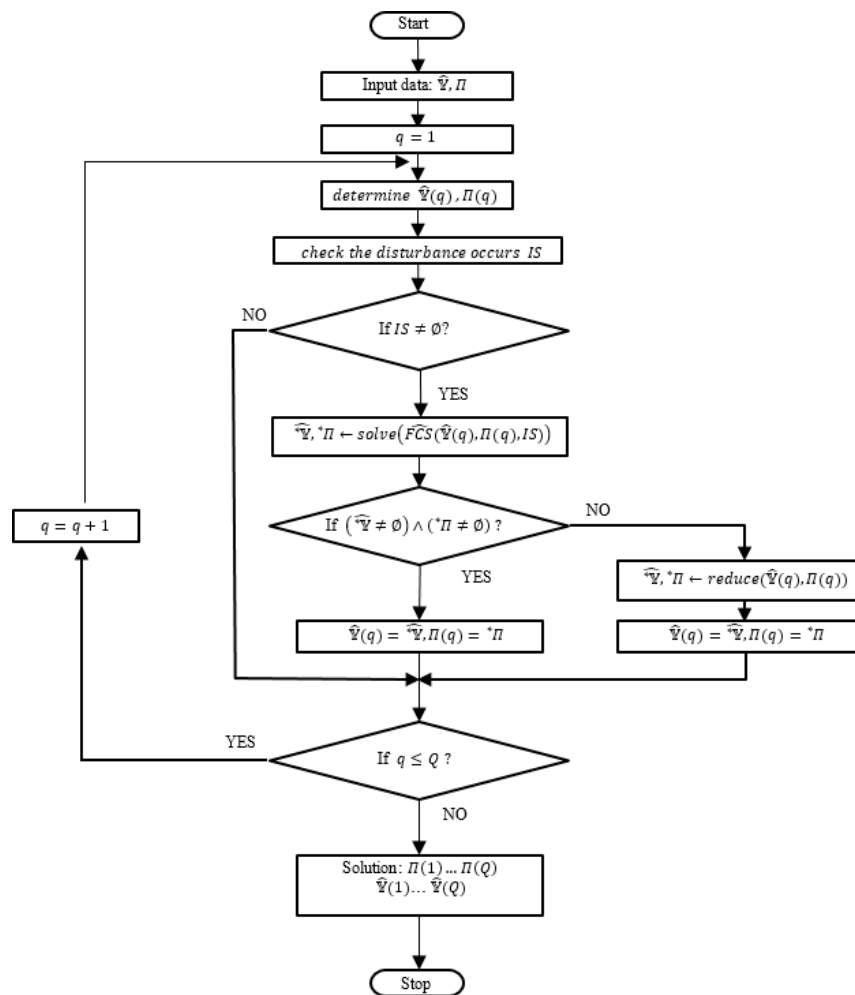 Start
Input data: 𝕐̂, Π
q = 1
determine 𝕐̂(q), Π(q)
check the disturbance occurs IS
NO
If IS ≠ ∅?
YES
*𝕐̂, *Π ← solve(F̂CS(𝕐̂(q), Π(q), IS))
q = q + 1
If (*𝕐̂ ≠ ∅) ∧ (*Π ≠ ∅) ?
NO
YES
*𝕐̂, *Π ← reduce(𝕐̂(q), Π(q))
𝕐̂(q) = *𝕐̂, Π(q) = *Π
𝕐̂(q) = *𝕐̂, Π(q) = *Π
YES
If q ≤ Q ?
NO
Solution: Π(1) … Π(Q)
𝕐̂(1) … 𝕐̂(Q)
Stop